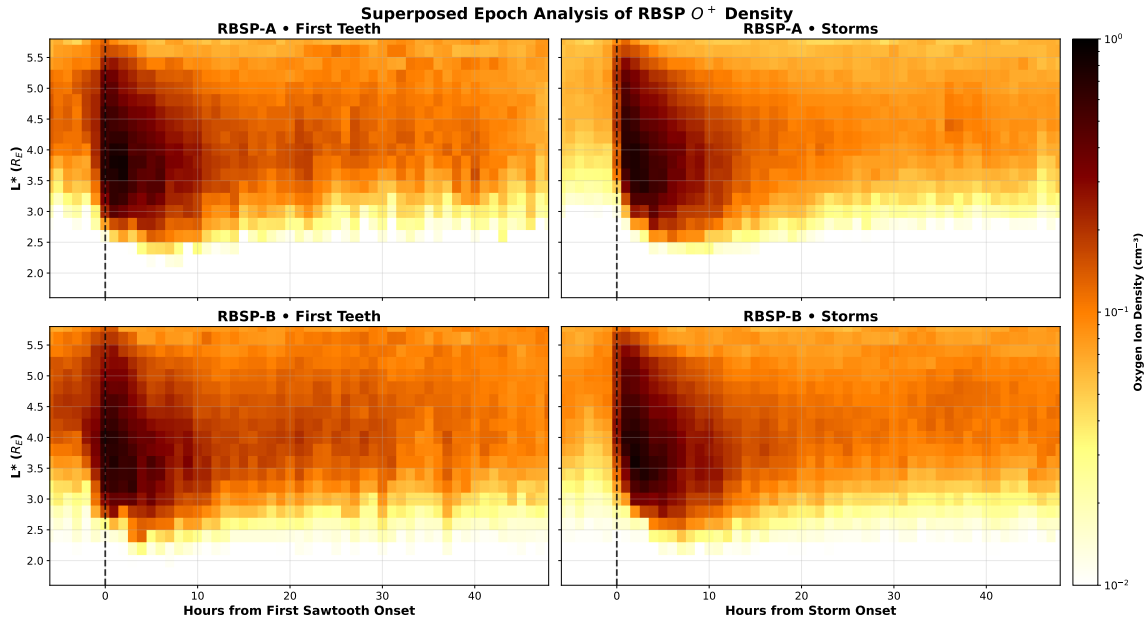 Superposed Epoch Analysis of RBSP O⁺ Density
RBSP-A • First Teeth
RBSP-A • Storms
5.5
5.0
4.5
4.0
3.5
3.0
2.5
2.0
L* (R_E)
10⁰
10⁻¹
10⁻²
Oxygen Ion Density (cm⁻³)
RBSP-B • First Teeth
RBSP-B • Storms
5.5
5.0
4.5
4.0
3.5
3.0
2.5
2.0
L* (R_E)
0 10 20 30 40
0 10 20 30 40
Hours from First Sawtooth Onset
Hours from Storm Onset